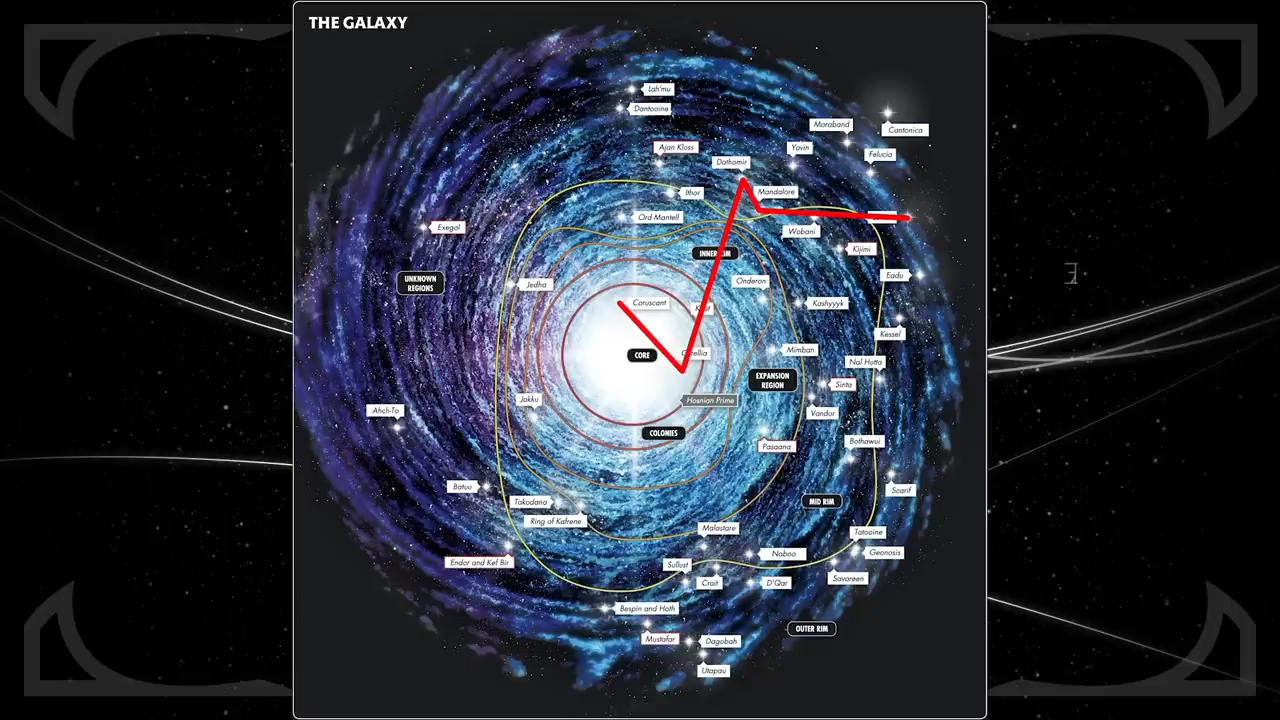 THE GALAXY
Lah'mu
Dantooine
Moraband
Cantonica
Ajan Kloss
Yavin
Felucia
Dathomir
Ithor
Mandalore
Ord Mantell
Exegol
Wobani
Kijimi
INNER RIM
Eadu
UNKNOWN
REGIONS
Jedha
Onderon
Coruscant
Kashyyyk
Kessel
CORE
Corellia
Mimban
Nal Hutta
EXPANSION
REGION
Sinta
Jakku
Hosnian Prime
Ahch-To
Vandor
COLONIES
Bothawui
Pasaana
Batuu
Scarif
Takodana
MID RIM
Ring of Kafrene
Malastare
Tatooine
Naboo
Geonosis
Endor and Kef Bir
Sullust
Crait
D'Qar
Savareen
Bespin and Hoth
OUTER RIM
Mustafar
Dagobah
Utapau